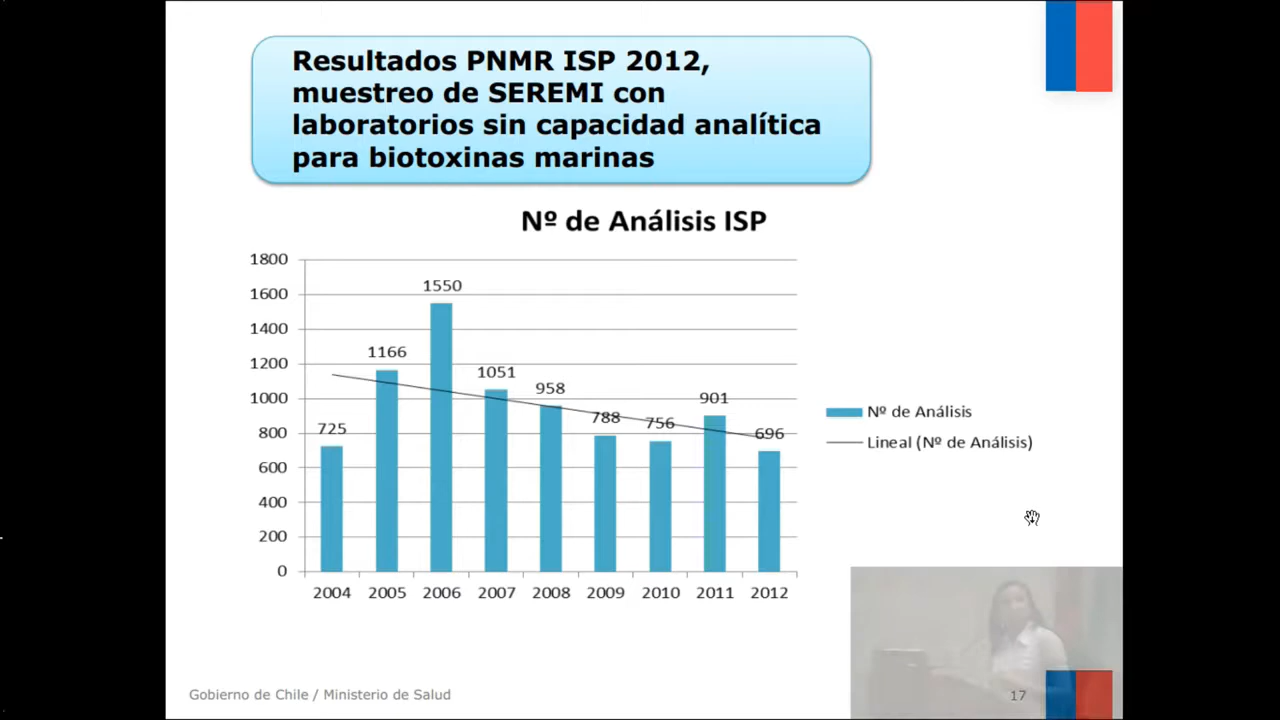 Resultados PNMR ISP 2012,
muestreo de SEREMI con
laboratorios sin capacidad analítica
para biotoxinas marinas
Nº de Análisis ISP
1800
1600
1400
1200
1000
800
600
400
200
0
725
1166
1550
1051
958
788
756
901
696
2004 2005 2006 2007 2008 2009 2010 2011 2012
Nº de Análisis
Lineal (Nº de Análisis)
Gobierno de Chile / Ministerio de Salud
17